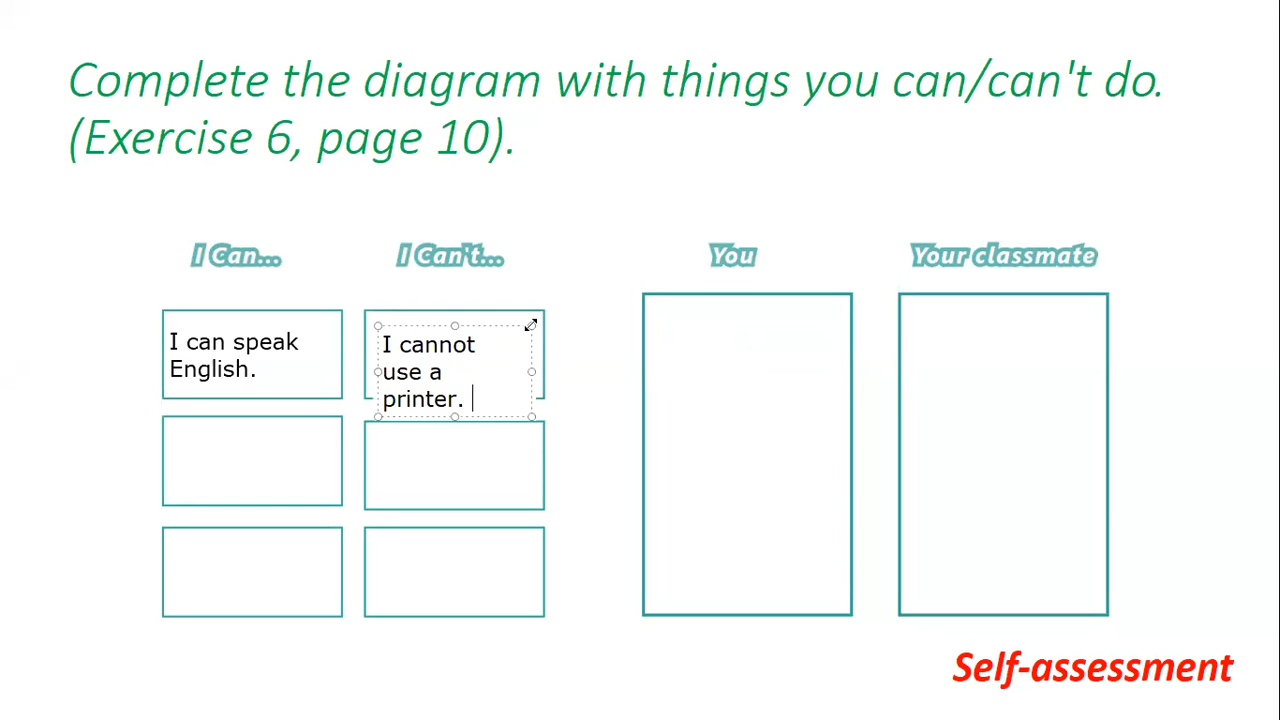 Complete the diagram with things you can/can't do.
(Exercise 6, page 10).
I Can...
I Can't...
You
Your classmate
I can speak
English.
I cannot
use a
printer.
Self-assessment